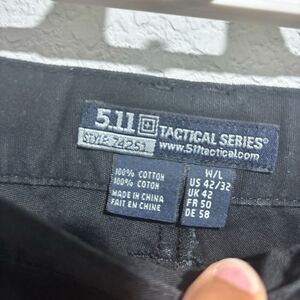 5.11 TACTICAL SERIES®
STYLE: 74251
www.511tactical.com
100% COTTON
100% COTON
MADE IN CHINA
FAIT EN CHINE
W/L
US 42/32
UK 42
FR 50
DE 58